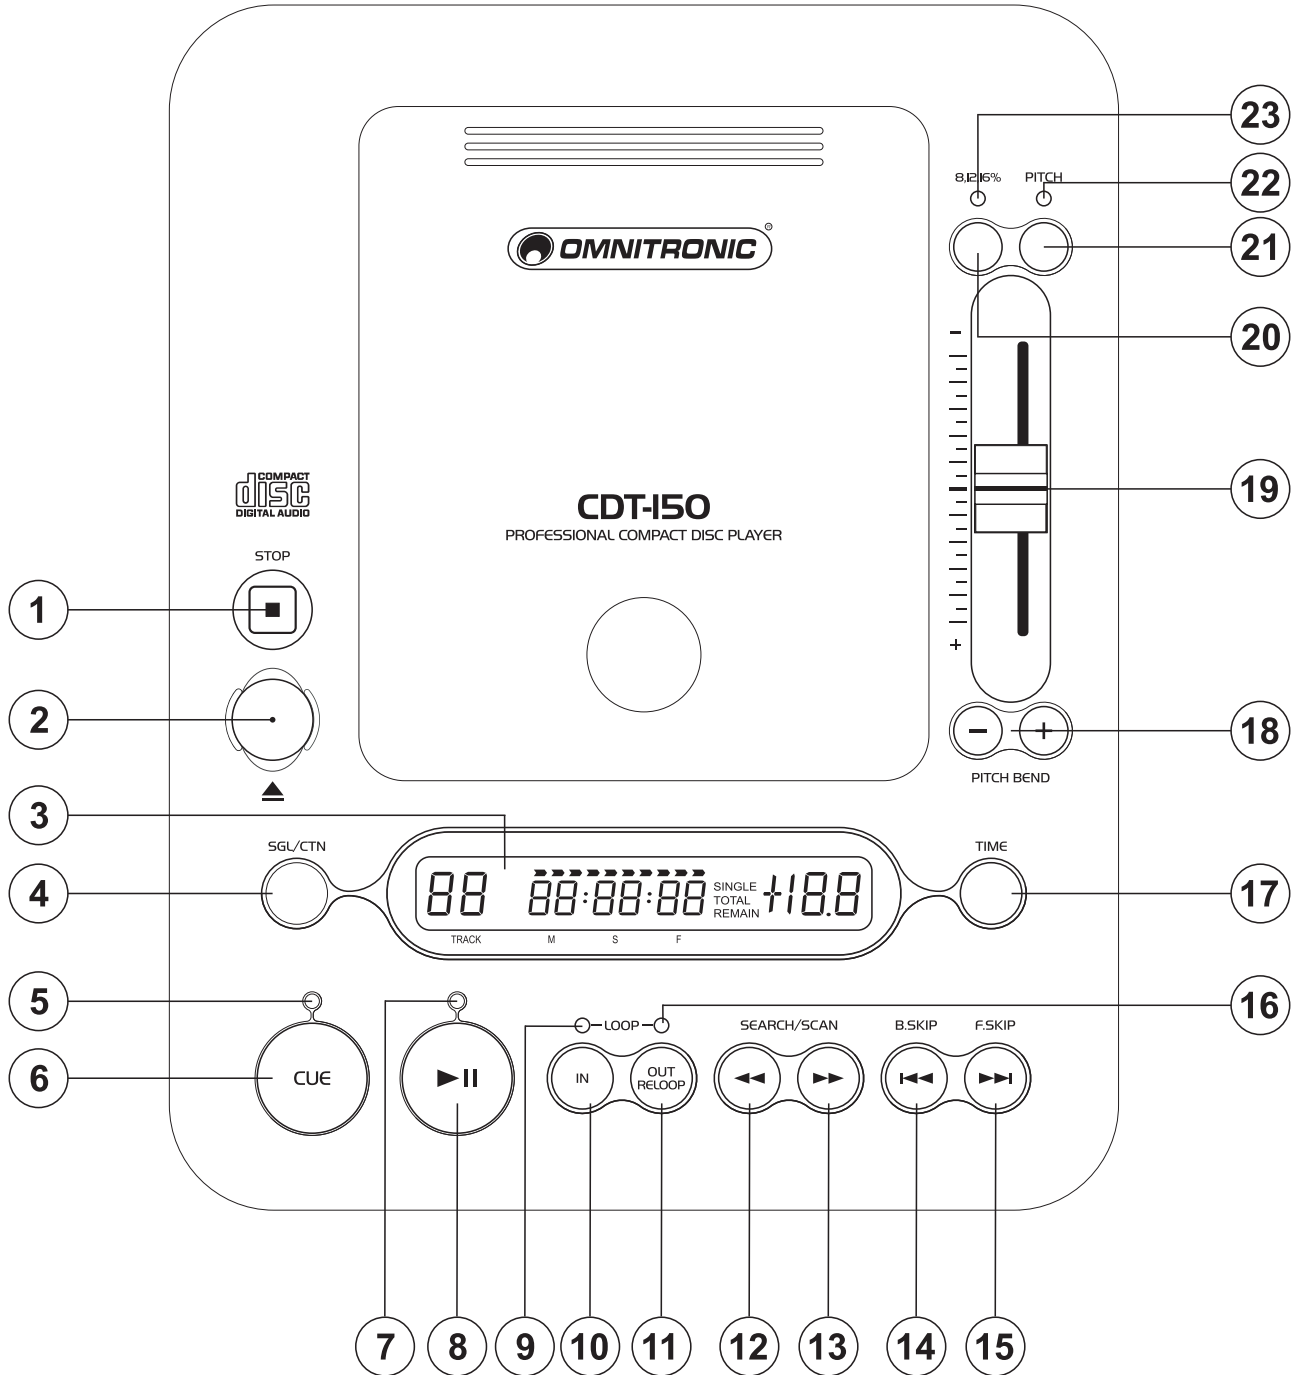 23
8,12,16% PITCH
22
OMNITRONIC ®
21
20
-
COMPACT
disc
DIGITAL AUDIO
CDT-150
PROFESSIONAL COMPACT DISC PLAYER
19
STOP
1
+
2
- +
18
PITCH BEND
3
SGL/CTN
TIME
4
88 88:88:88 SINGLE TOTAL REMAIN +18.8
TRACK M S F
17
5
LOOP
SEARCH/SCAN
B.SKIP F.SKIP
16
6
CUE
IN
OUT
RELOOP
7 8 9 10 11 12 13 14 15